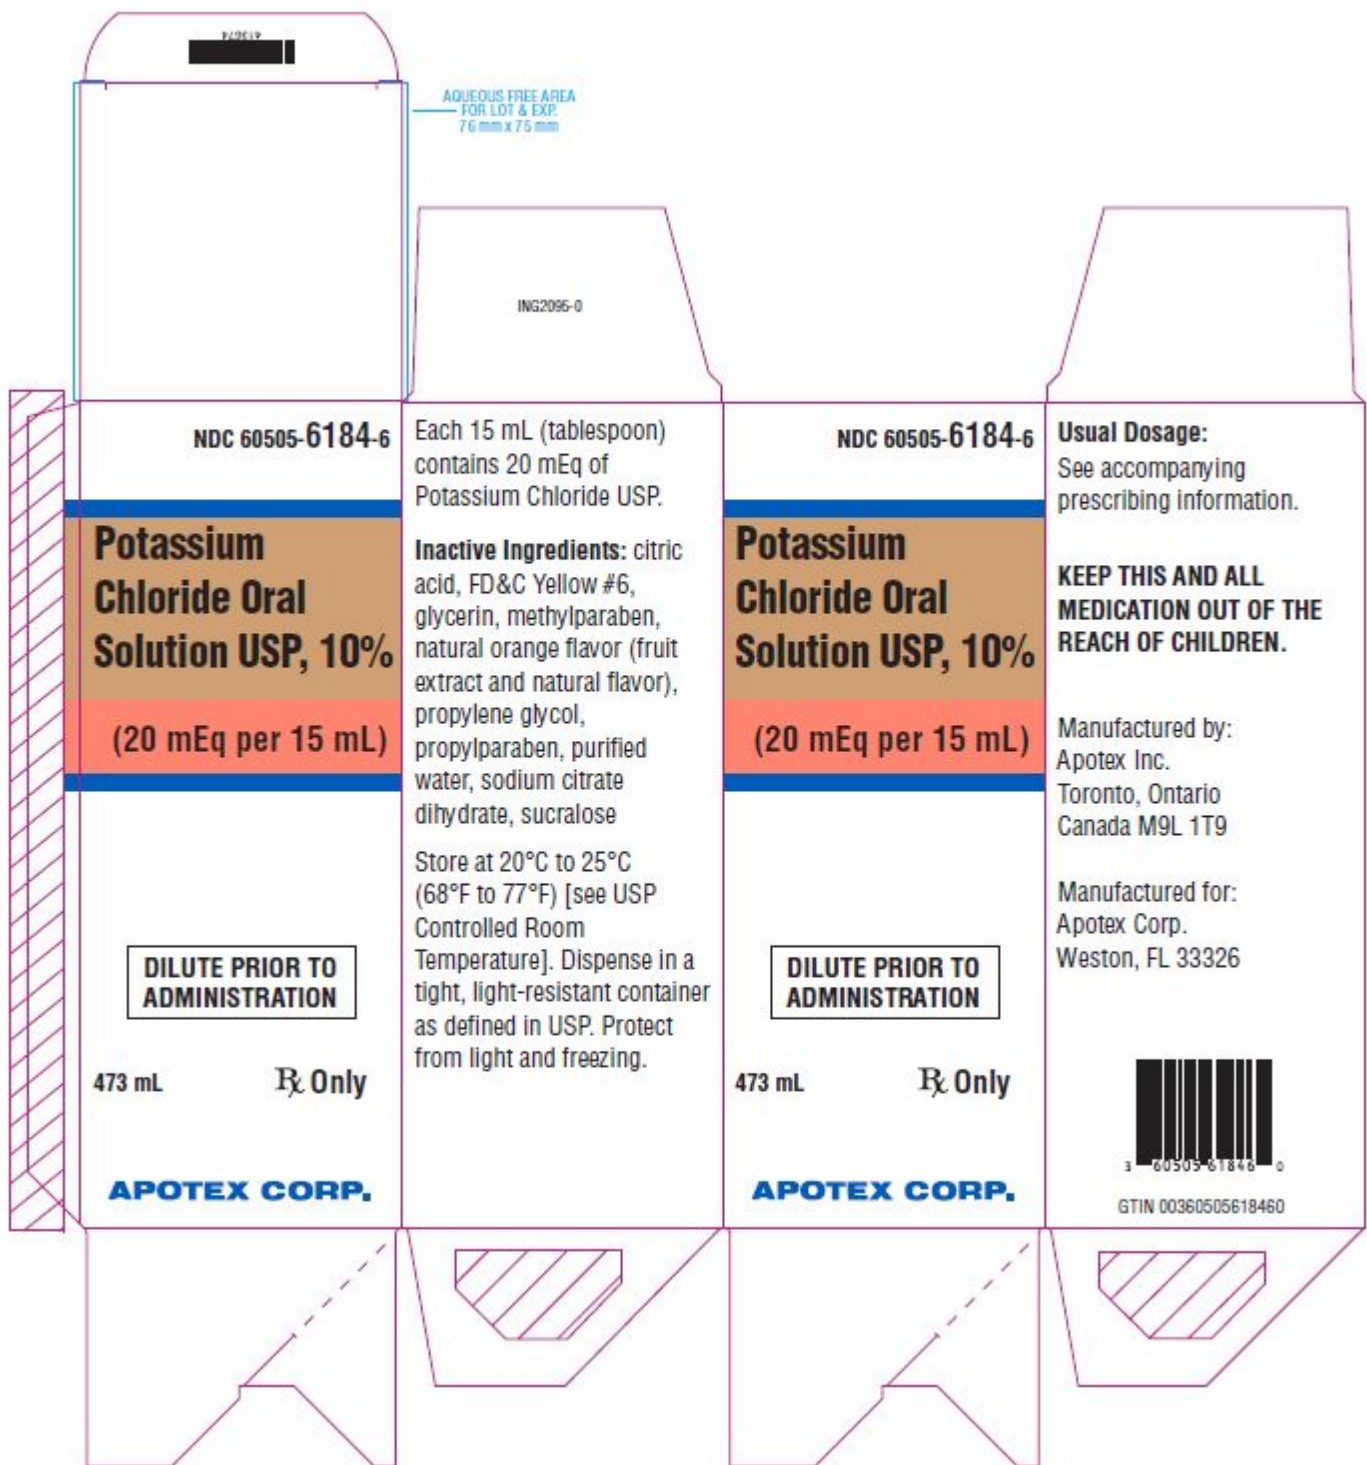 413674
AQUEOUS FREE AREA
FOR LOT & EXP.
76 mm x 75 mm
ING2095-0
NDC 60505-6184-6
Potassium
Chloride Oral
Solution USP, 10%
(20 mEq per 15 mL)
DILUTE PRIOR TO
ADMINISTRATION
473 mL
℞ Only
APOTEX CORP.
Each 15 mL (tablespoon)
contains 20 mEq of
Potassium Chloride USP.
Inactive Ingredients: citric
acid, FD&C Yellow #6,
glycerin, methylparaben,
natural orange flavor (fruit
extract and natural flavor),
propylene glycol,
propylparaben, purified
water, sodium citrate
dihydrate, sucralose
Store at 20°C to 25°C
(68°F to 77°F) [see USP
Controlled Room
Temperature]. Dispense in a
tight, light-resistant container
as defined in USP. Protect
from light and freezing.
NDC 60505-6184-6
Potassium
Chloride Oral
Solution USP, 10%
(20 mEq per 15 mL)
DILUTE PRIOR TO
ADMINISTRATION
473 mL
℞ Only
APOTEX CORP.
Usual Dosage:
See accompanying
prescribing information.
KEEP THIS AND ALL
MEDICATION OUT OF THE
REACH OF CHILDREN.
Manufactured by:
Apotex Inc.
Toronto, Ontario
Canada M9L 1T9
Manufactured for:
Apotex Corp.
Weston, FL 33326
3 60505 61846 0
GTIN 00360505618460